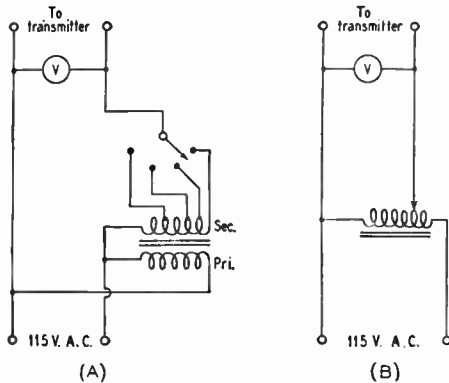 To
transmitter
V
Sec.
Pri.
115 V. A.C.
(A)
To
transmitter
V
115 V. A.C.
(B)